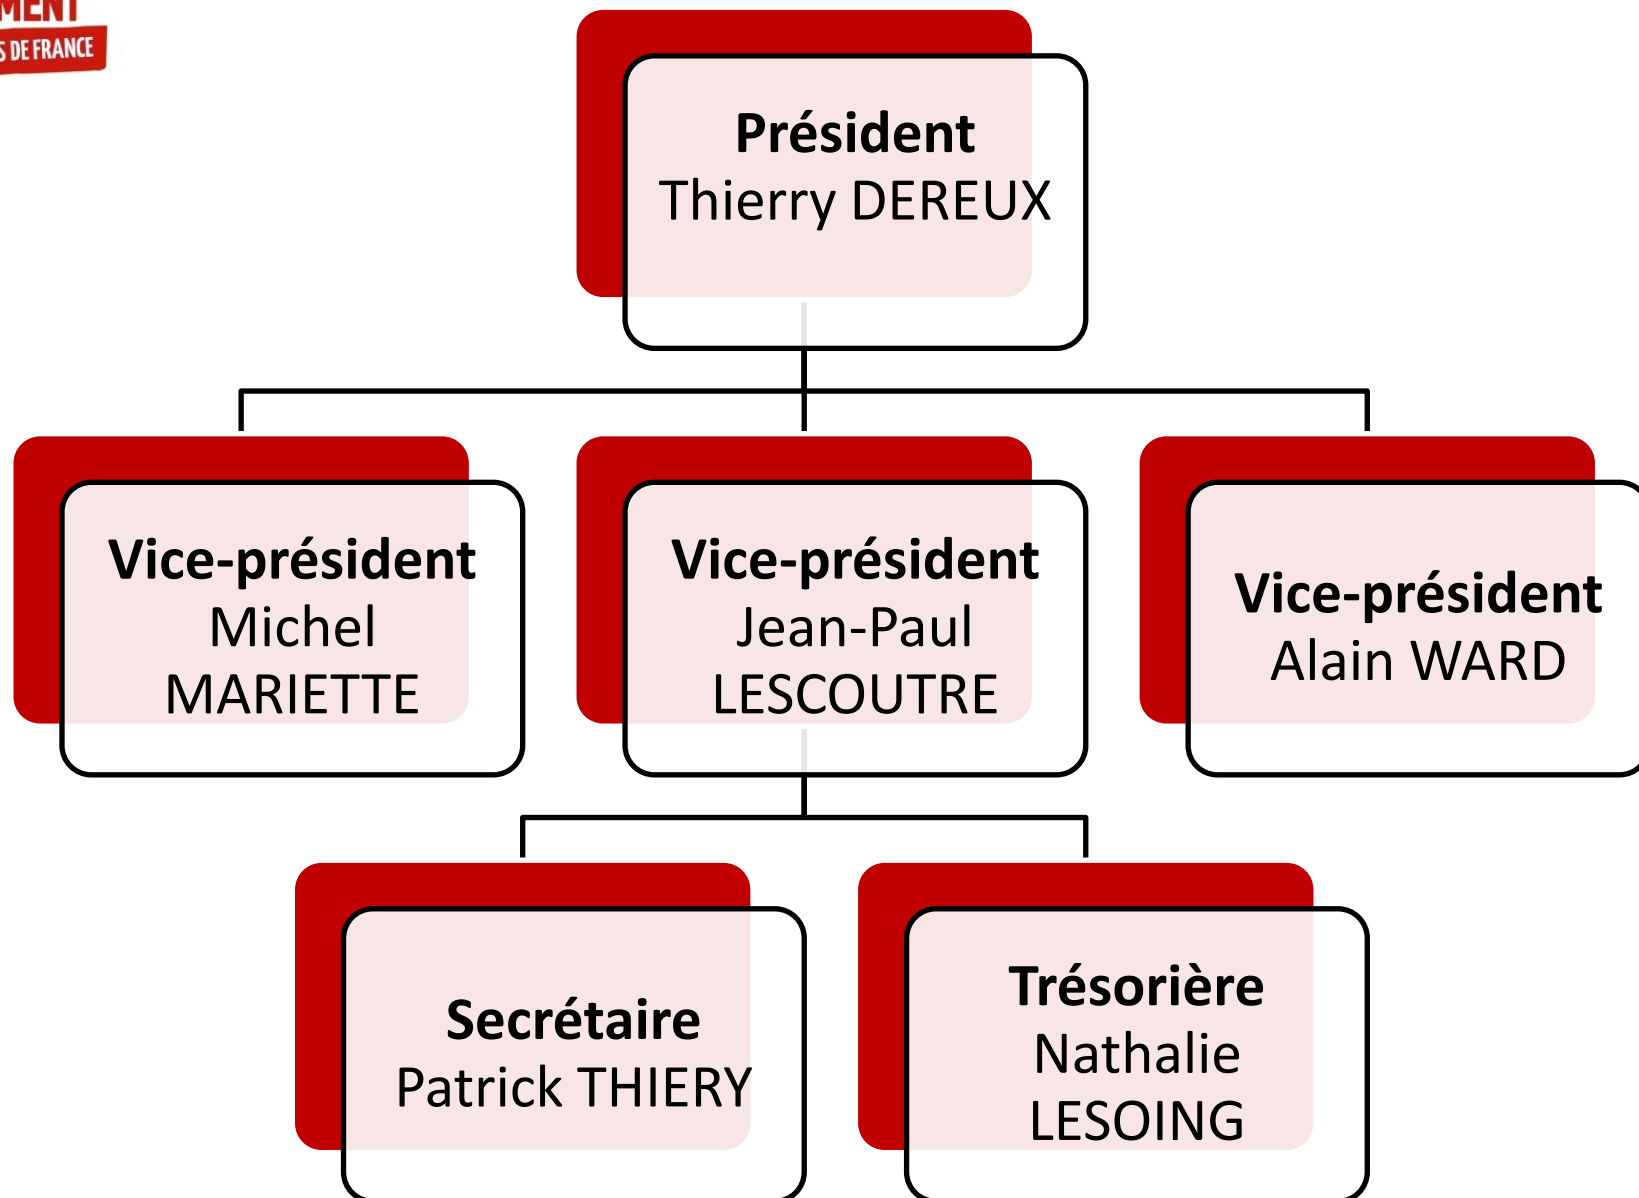 S DE FRANCE
Président
Thierry DEREUX
Vice-président
Michel
MARIETTE
Vice-président
Jean-Paul
LESCOUTRE
Vice-président
Alain WARD
Secrétaire
Patrick THIERY
Trésorière
Nathalie
LESOING